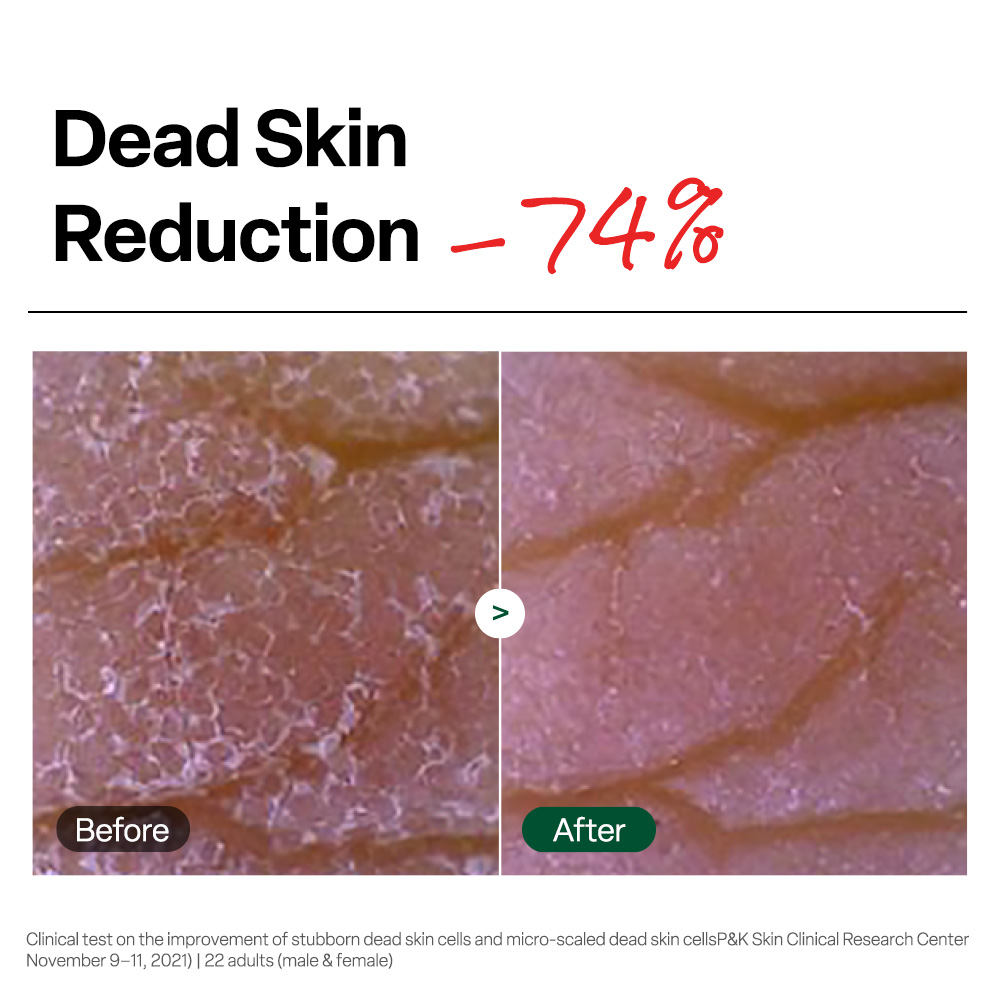 Dead Skin
Reduction -74%
>
Before
After
Clinical test on the improvement of stubborn dead skin cells and micro-scaled dead skin cellsP&K Skin Clinical Research Center
November 9–11, 2021) | 22 adults (male & female)